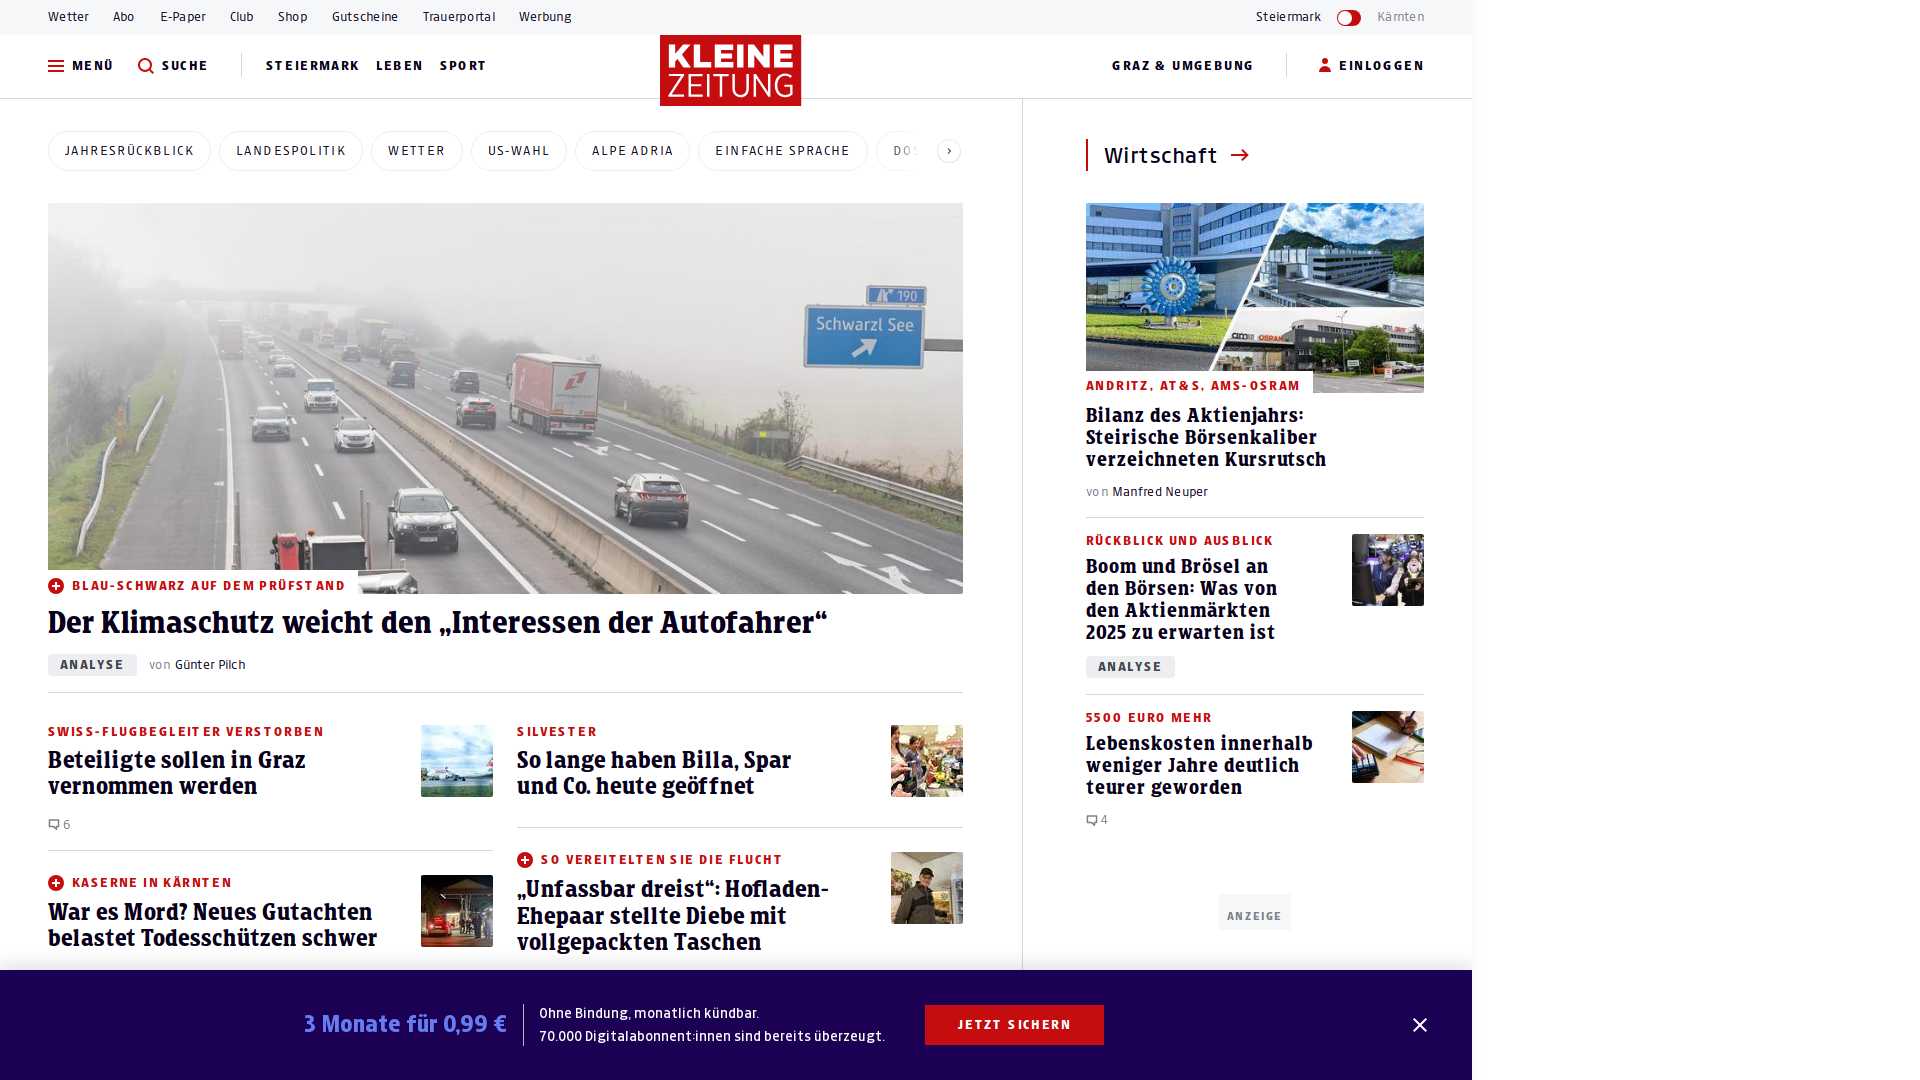 Wetter Abo E-Paper Club Shop Gutscheine Trauerportal Werbung Steiermark Kärnten
MENÜ SUCHE STEIERMARK LEBEN SPORT KLEINE ZEITUNG GRAZ & UMGEBUNG EINLOGGEN
JAHRESRÜCKBLICK LANDESPOLITIK WETTER US-WAHL ALPE ADRIA EINFACHE SPRACHE
190
Schwarzl See
BLAU-SCHWARZ AUF DEM PRÜFSTAND
Der Klimaschutz weicht den „Interessen der Autofahrer“
ANALYSE von Günter Pilch
SWISS-FLUGBEGLEITER VERSTORBEN
Beteiligte sollen in Graz
vernommen werden
6
KASERNE IN KÄRNTEN
War es Mord? Neues Gutachten
belastet Todesschützen schwer
SILVESTER
So lange haben Billa, Spar
und Co. heute geöffnet
SO VEREITELTEN SIE DIE FLUCHT
„Unfassbar dreist“: Hofladen-
Ehepaar stellte Diebe mit
vollgepackten Taschen
Wirtschaft
OSRAM
ANDRITZ, AT&S, AMS-OSRAM
Bilanz des Aktienjahrs:
Steirische Börsenkaliber
verzeichneten Kursrutsch
von Manfred Neuper
RÜCKBLICK UND AUSBLICK
Boom und Brösel an
den Börsen: Was von
den Aktienmärkten
2025 zu erwarten ist
ANALYSE
5500 EURO MEHR
Lebenskosten innerhalb
weniger Jahre deutlich
teurer geworden
4
ANZEIGE
3 Monate für 0,99 €
Ohne Bindung, monatlich kündbar.
70.000 Digitalabonnent:innen sind bereits überzeugt.
JETZT SICHERN